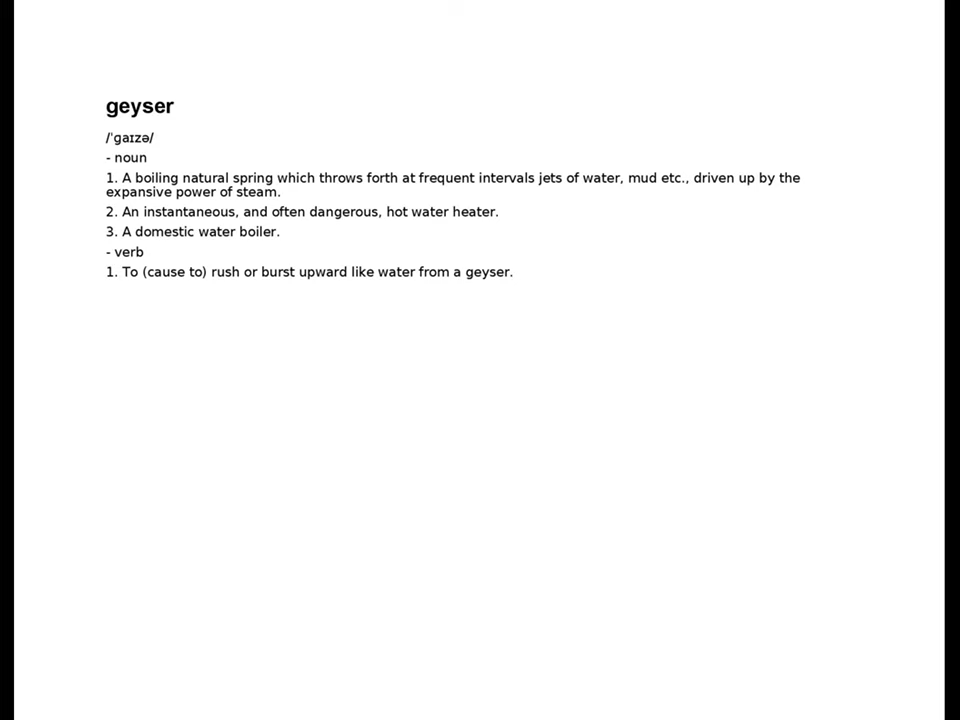 geyser
/ˈɡaɪzə/
- noun
1. A boiling natural spring which throws forth at frequent intervals jets of water, mud etc., driven up by the
expansive power of steam.
2. An instantaneous, and often dangerous, hot water heater.
3. A domestic water boiler.
- verb
1. To (cause to) rush or burst upward like water from a geyser.